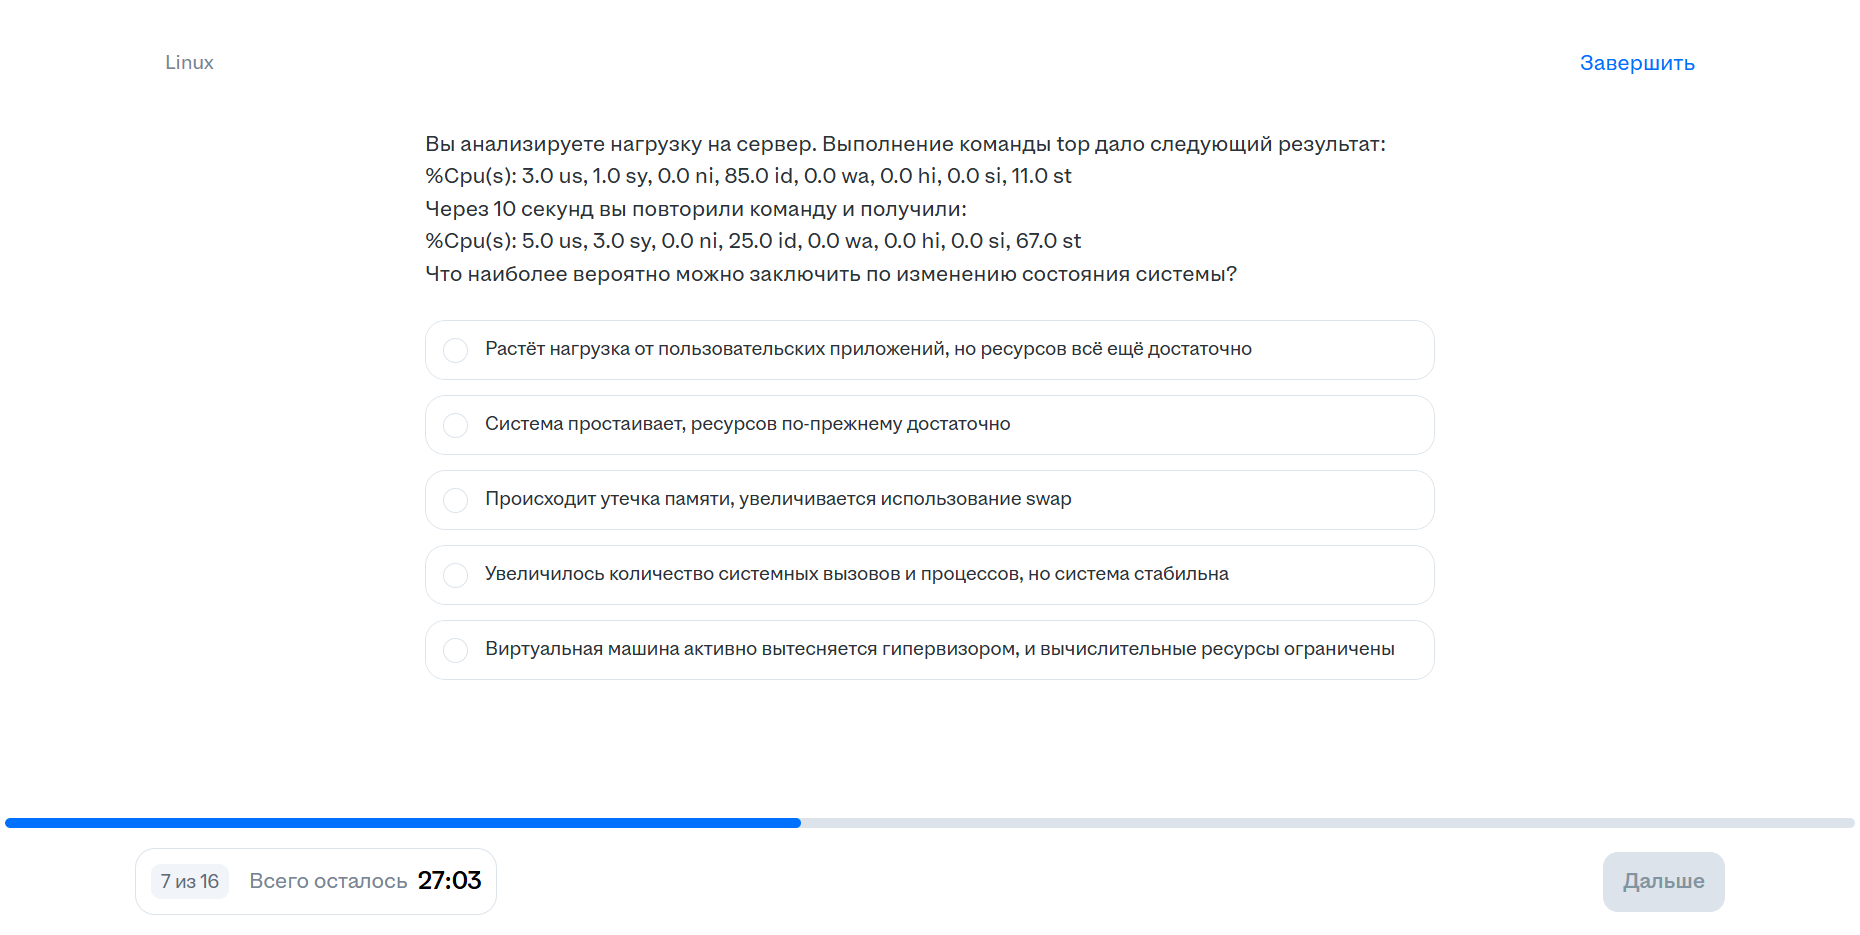 Linux
Завершить
Вы анализируете нагрузку на сервер. Выполнение команды top дало следующий результат:
%Cpu(s): 3.0 us, 1.0 sy, 0.0 ni, 85.0 id, 0.0 wa, 0.0 hi, 0.0 si, 11.0 st
Через 10 секунд вы повторили команду и получили:
%Cpu(s): 5.0 us, 3.0 sy, 0.0 ni, 25.0 id, 0.0 wa, 0.0 hi, 0.0 si, 67.0 st
Что наиболее вероятно можно заключить по изменению состояния системы?
Растёт нагрузка от пользовательских приложений, но ресурсов всё ещё достаточно
Система простаивает, ресурсов по-прежнему достаточно
Происходит утечка памяти, увеличивается использование swap
Увеличилось количество системных вызовов и процессов, но система стабильна
Виртуальная машина активно вытесняется гипервизором, и вычислительные ресурсы ограничены
7 из 16
Всего осталось 27:03
Дальше